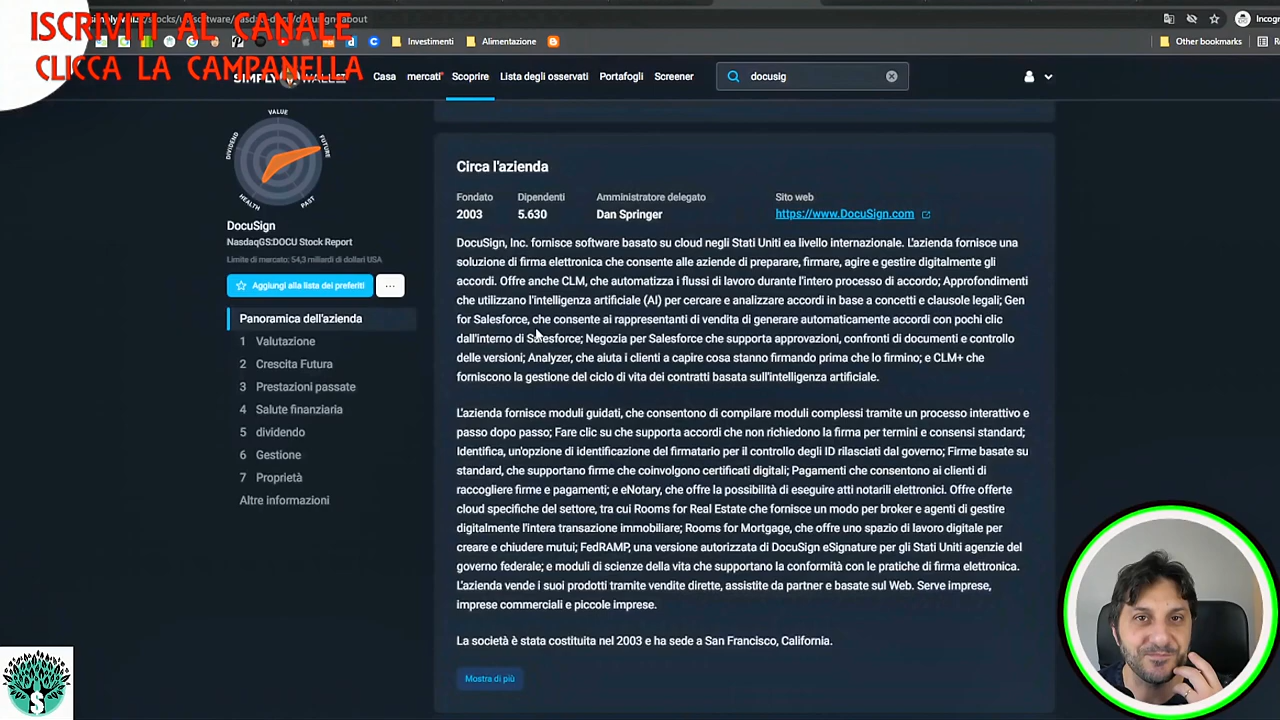 ISCRIVITI AL CANALE
CLICCA LA CAMPANELLA
Incog
Investimenti
Alimentazione
Other bookmarks
SIMPLY WALL ST
Casa
mercati
Scoprire
Lista degli osservati
Portafogli
Screener
docusig
VALUE
FUTURE
PAST
HEALTH
DIVIDEND
DocuSign
NasdaqGS:DOCU Stock Report
Limite di mercato: 54,3 miliardi di dollari USA
Aggiungi alla lista dei preferiti
...
Panoramica dell'azienda
1 Valutazione
2 Crescita Futura
3 Prestazioni passate
4 Salute finanziaria
5 dividendo
6 Gestione
7 Proprietà
Altre informazioni
Circa l'azienda
Fondato Dipendenti Amministratore delegato Sito web
2003 5.630 Dan Springer https://www.DocuSign.com
DocuSign, Inc. fornisce software basato su cloud negli Stati Uniti ea livello internazionale. L'azienda fornisce una
soluzione di firma elettronica che consente alle aziende di preparare, firmare, agire e gestire digitalmente gli
accordi. Offre anche CLM, che automatizza i flussi di lavoro durante l'intero processo di accordo; Approfondimenti
che utilizzano l'intelligenza artificiale (AI) per cercare e analizzare accordi in base a concetti e clausole legali; Gen
for Salesforce, che consente ai rappresentanti di vendita di generare automaticamente accordi con pochi clic
dall'interno di Salesforce; Negozia per Salesforce che supporta approvazioni, confronti di documenti e controllo
delle versioni; Analyzer, che aiuta i clienti a capire cosa stanno firmando prima che lo firmino; e CLM+ che
forniscono la gestione del ciclo di vita dei contratti basata sull'intelligenza artificiale.
L'azienda fornisce moduli guidati, che consentono di compilare moduli complessi tramite un processo interattivo e
passo dopo passo; Fare clic su che supporta accordi che non richiedono la firma per termini e consensi standard;
Identifica, un'opzione di identificazione del firmatario per il controllo degli ID rilasciati dal governo; Firme basate su
standard, che supportano firme che coinvolgono certificati digitali; Pagamenti che consentono ai clienti di
raccogliere firme e pagamenti; e eNotary, che offre la possibilità di eseguire atti notarili elettronici. Offre offerte
cloud specifiche del settore, tra cui Rooms for Real Estate che fornisce un modo per broker e agenti di gestire
digitalmente l'intera transazione immobiliare; Rooms for Mortgage, che offre uno spazio di lavoro digitale per
creare e chiudere mutui; FedRAMP, una versione autorizzata di DocuSign eSignature per gli Stati Uniti agenzie del
governo federale; e moduli di scienze della vita che supportano la conformità con le pratiche di firma elettronica.
L'azienda vende i suoi prodotti tramite vendite dirette, assistite da partner e basate sul Web. Serve imprese,
imprese commerciali e piccole imprese.
La società è stata costituita nel 2003 e ha sede a San Francisco, California.
Mostra di più
$